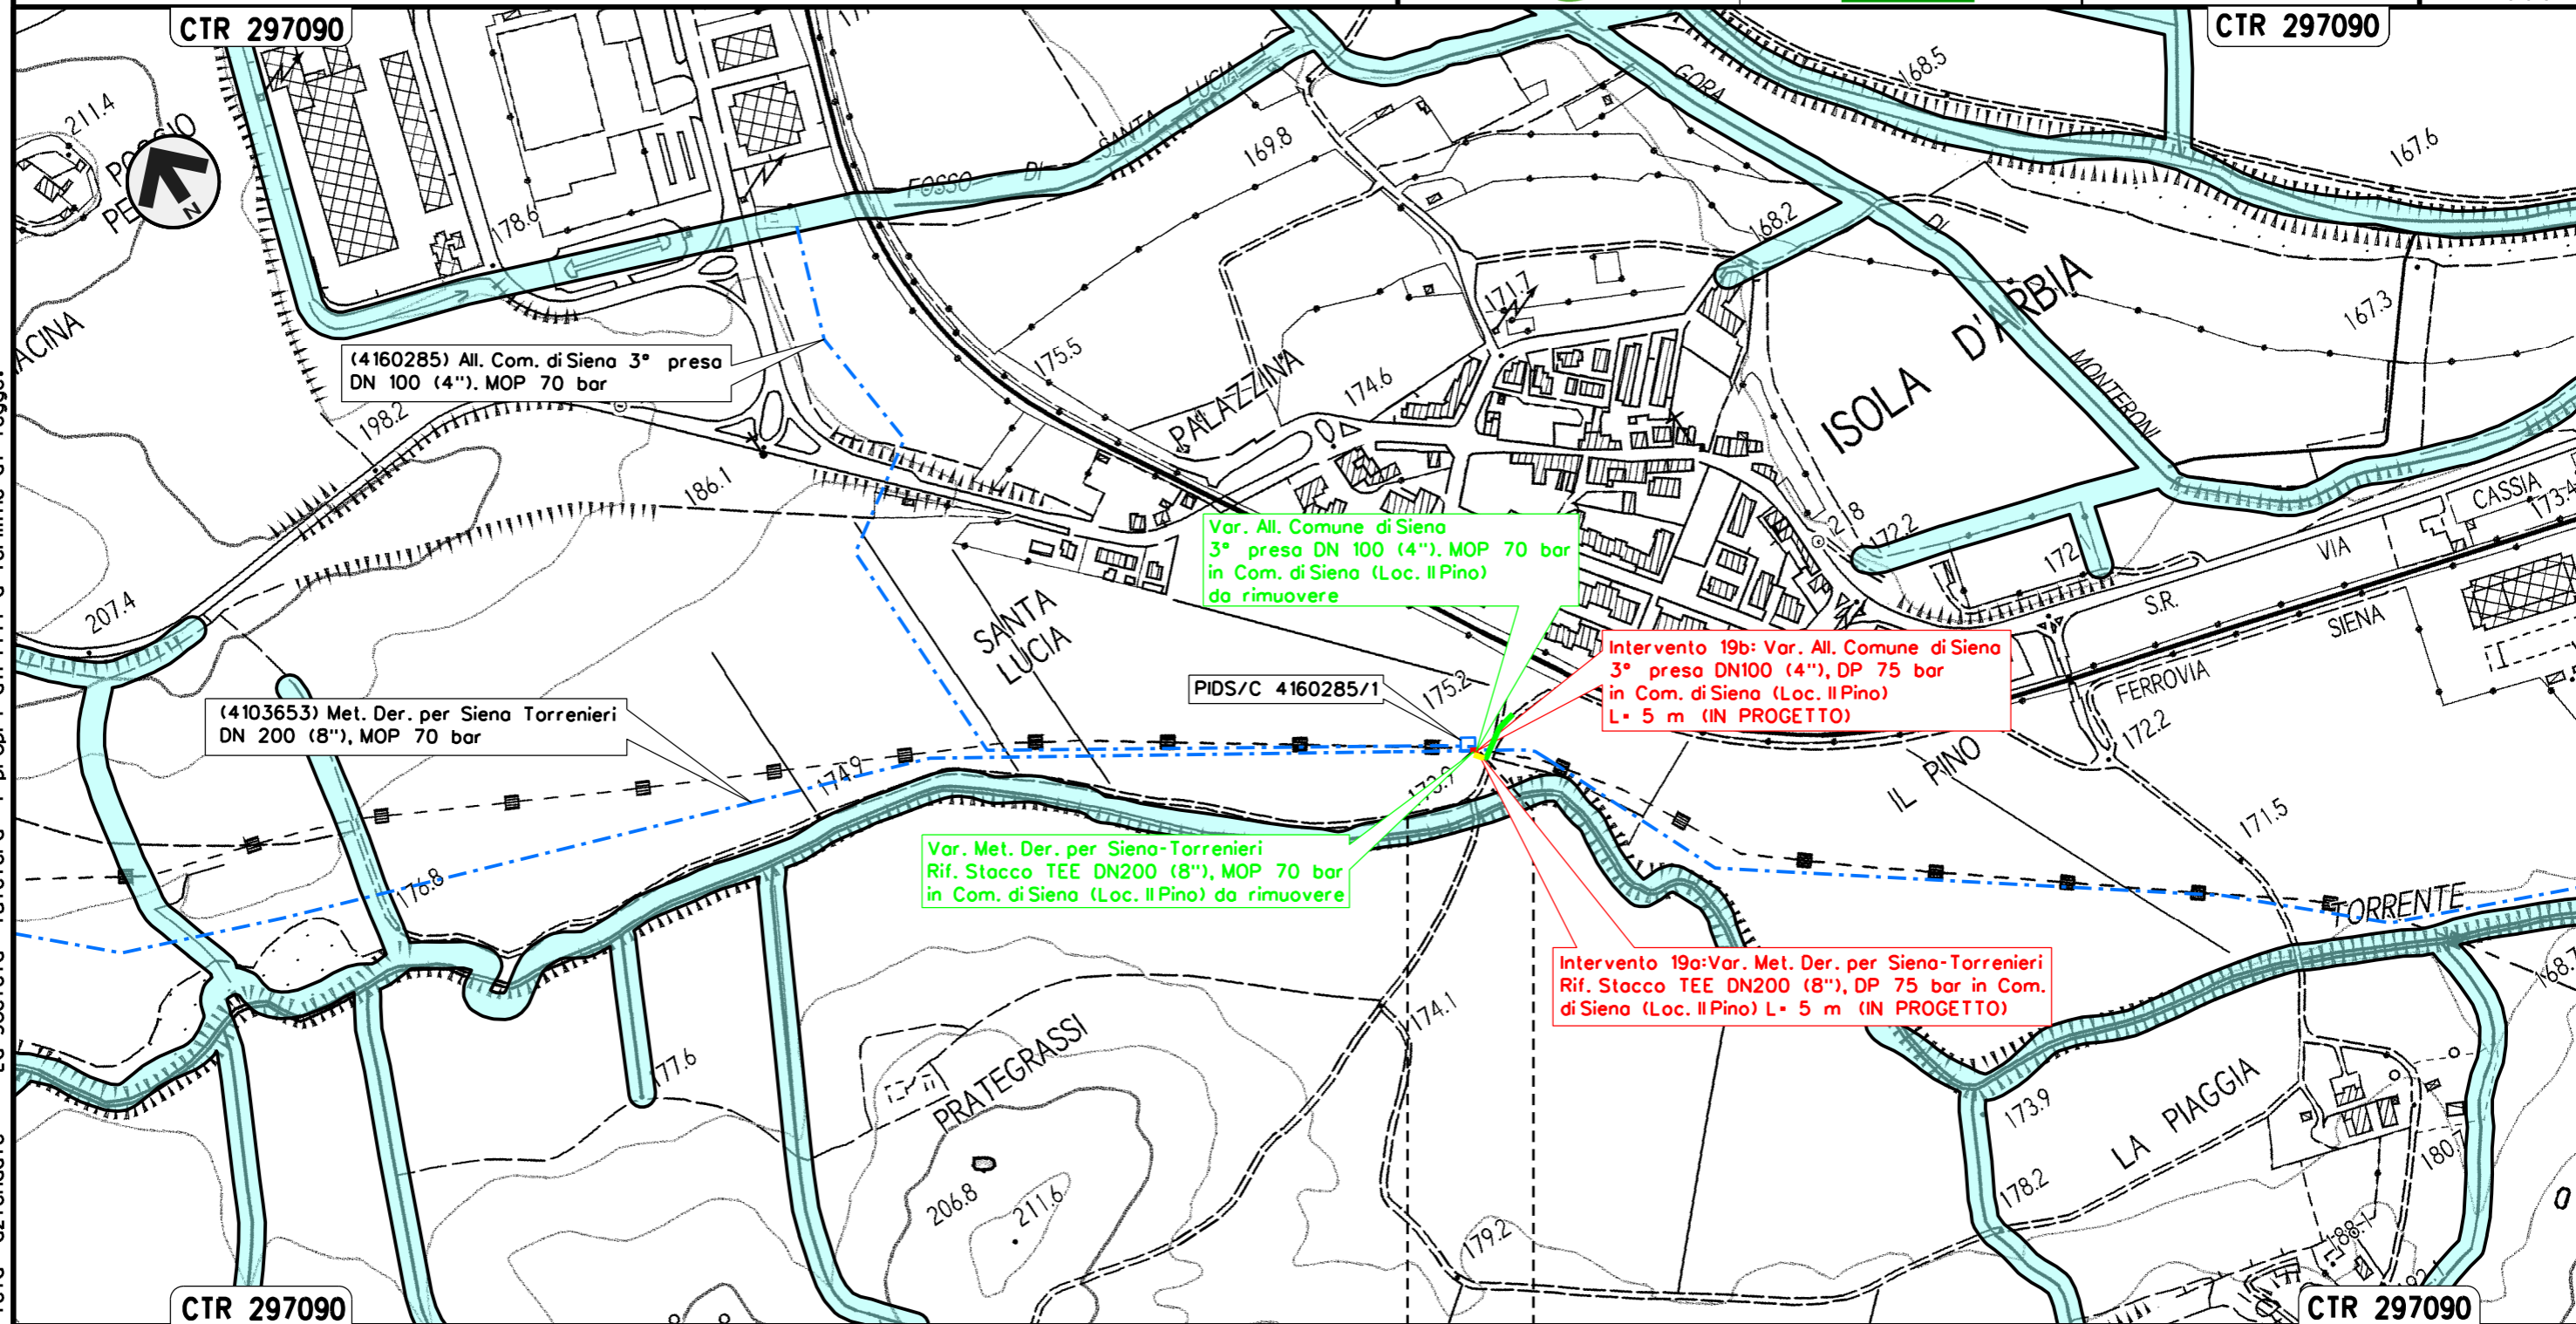 CTR 297090
CTR 297090
211.4
POGGIO
N
178.6
FOSSO DI SANTA LUCIA
169.8
GORA
DI
MONTERONI
168.5
167.6
168.2
167.3
171.7
175.5
PALAZZINA
174.6
ISOLA D'ARBIA
ACINA
(4160285) All. Com. di Siena 3° presa
DN 100 (4"). MOP 70 bar
198.2
186.1
207.4
SANTA
LUCIA
Var. All. Comune di Siena
3° presa DN 100 (4"). MOP 70 bar
in Com. di Siena (Loc. Il Pino)
da rimuovere
172.2
172
S.R.
VIA
CASSIA
173.4
FERROVIA
SIENA
172.2
Intervento 19b: Var. All. Comune di Siena
3° presa DN100 (4"), DP 75 bar
in Com. di Siena (Loc. Il Pino)
L= 5 m (IN PROGETTO)
PIDS/C 4160285/1
175.2
(4103653) Met. Der. per Siena Torrenieri
DN 200 (8"), MOP 70 bar
174.9
173.9
IL PINO
171.5
176.8
Var. Met. Der. per Siena-Torrenieri
Rif. Stacco TEE DN200 (8"), MOP 70 bar
in Com. di Siena (Loc. Il Pino) da rimuovere
TORRENTE
168.7
Intervento 19a:Var. Met. Der. per Siena-Torrenieri
Rif. Stacco TEE DN200 (8"), DP 75 bar in Com.
di Siena (Loc. Il Pino) L= 5 m (IN PROGETTO)
174.1
177.6
PRATEGRASSI
206.8
211.6
173.9
LA PIAGGIA
180.7
178.2
179.2
188.1
CTR 297090
CTR 297090